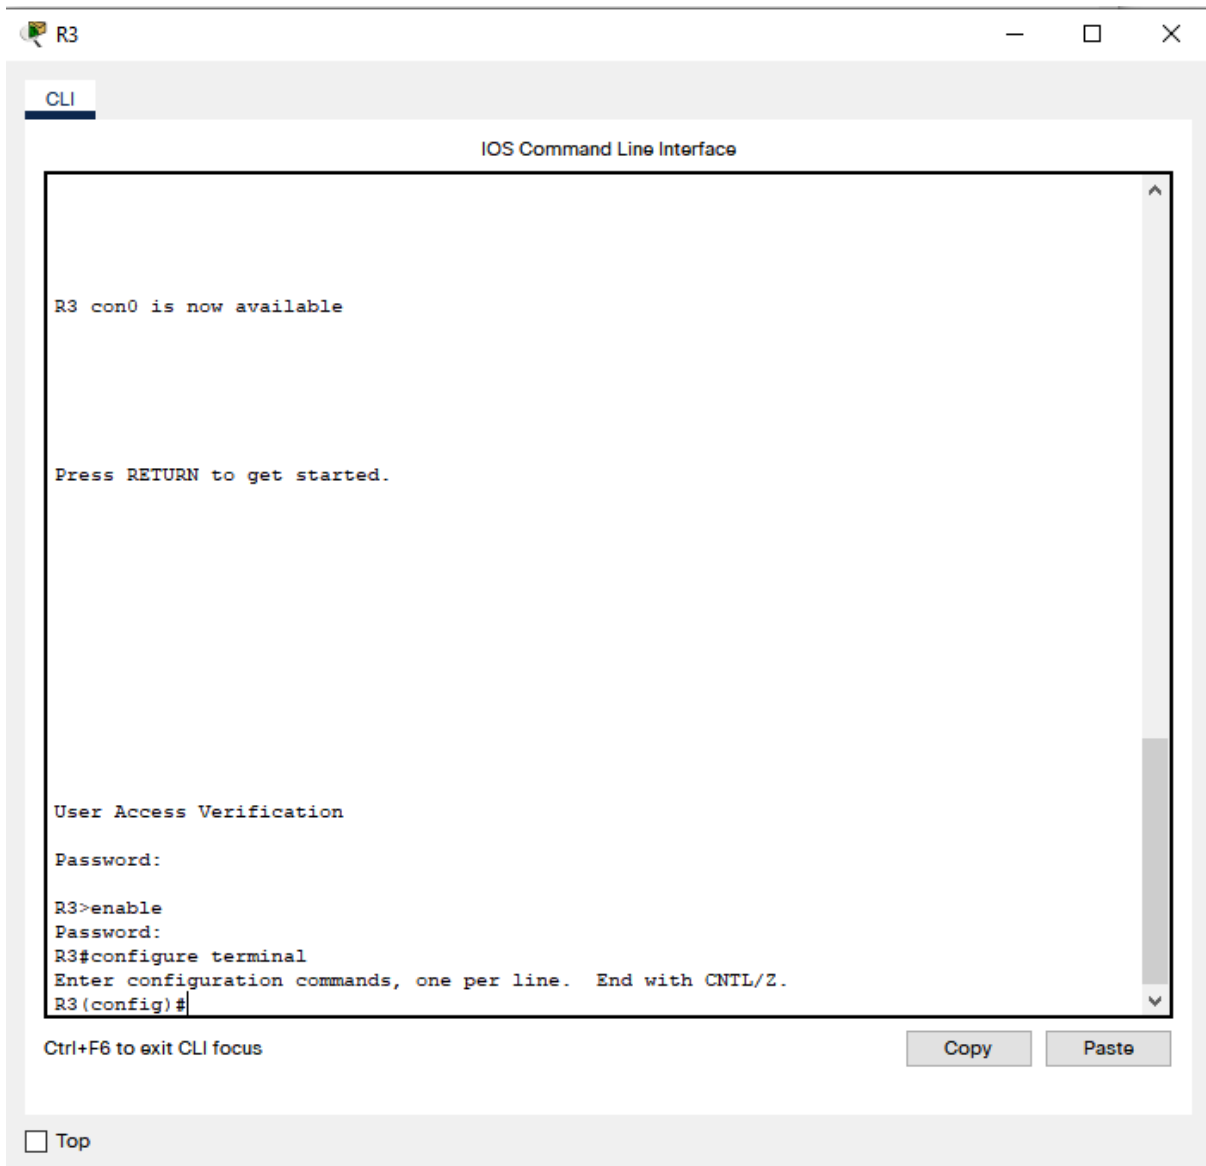 R3
CLI
IOS Command Line Interface
R3 con0 is now available
Press RETURN to get started.
User Access Verification
Password:
R3>enable
Password:
R3#configure terminal
Enter configuration commands, one per line.  End with CNTL/Z.
R3(config)#
Ctrl+F6 to exit CLI focus
Copy
Paste
Top